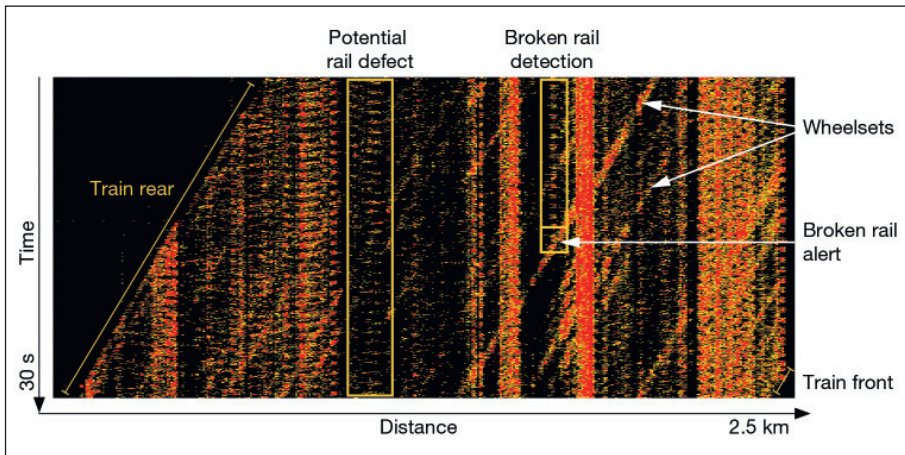 Potential
rail defect
Broken rail
detection
Wheelsets
Train rear
Time
Broken rail
alert
30 s
Train front
Distance
2.5 km